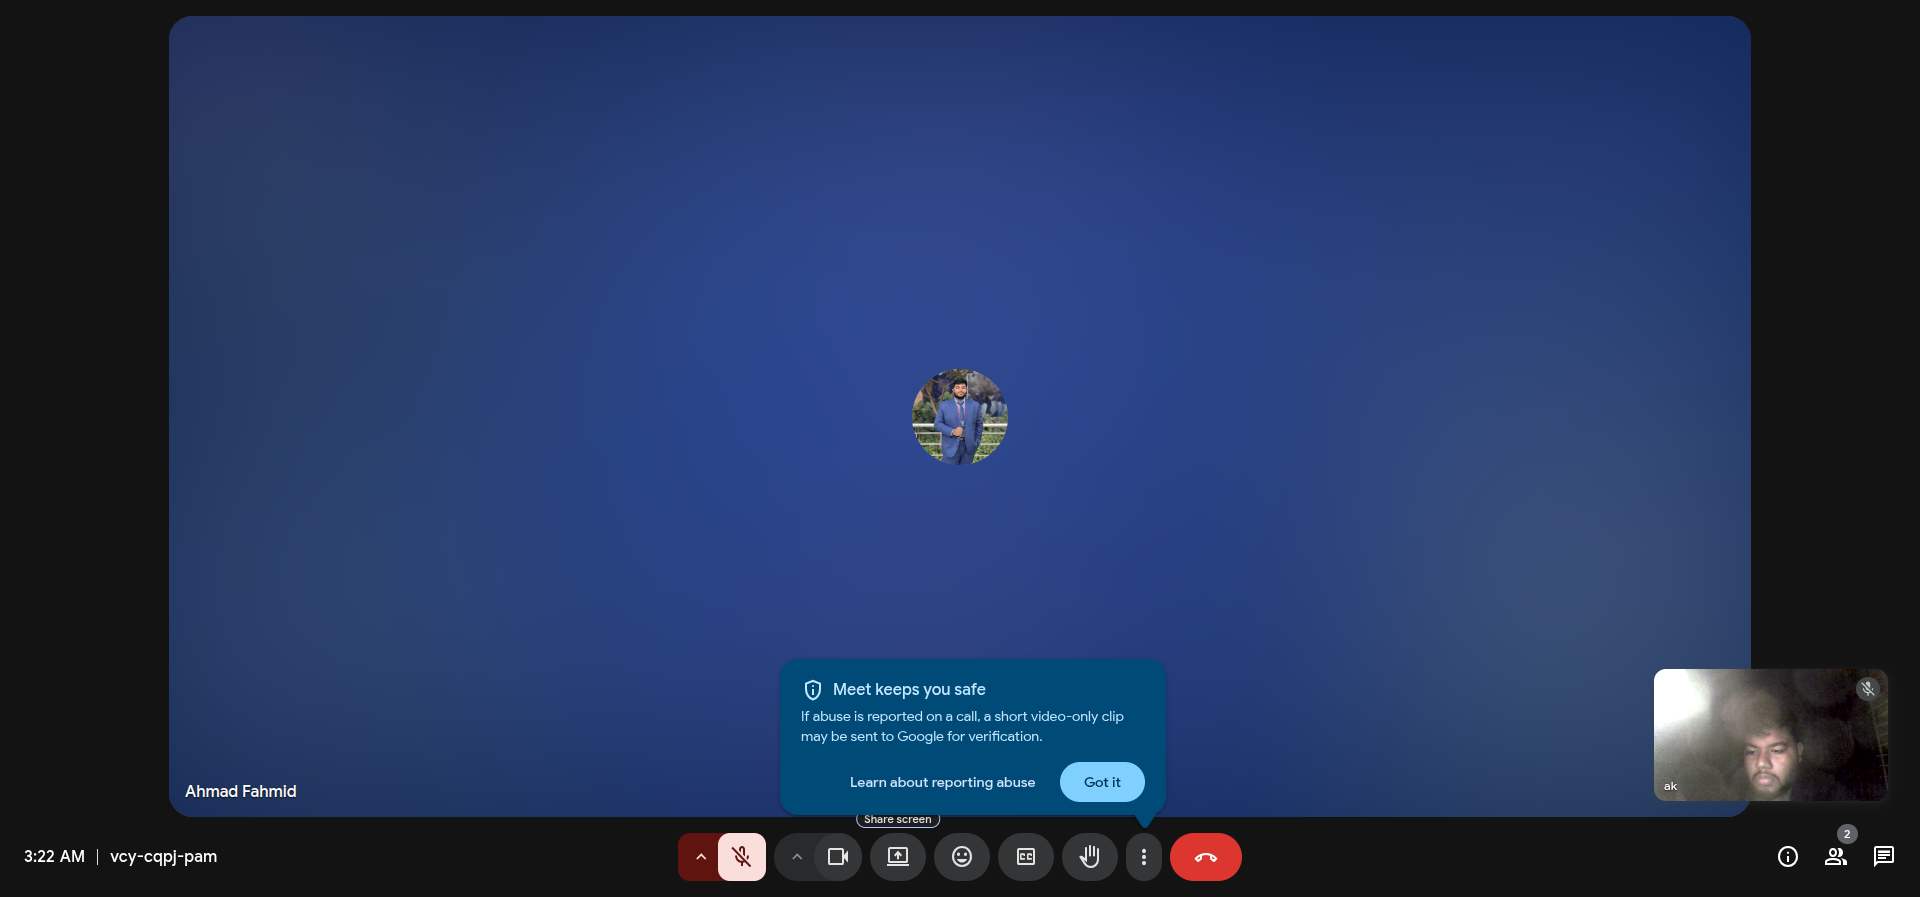 Ahmad Fahmid
Meet keeps you safe
If abuse is reported on a call, a short video-only clip
may be sent to Google for verification.
Learn about reporting abuse
Got it
ak
Share screen
2
3:22 AM
vcy-cqpj-pam
CC